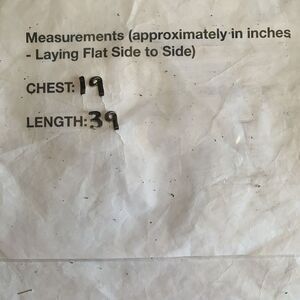 Measurements (approximately in inches
- Laying Flat Side to Side)
CHEST: 19
LENGTH: 39